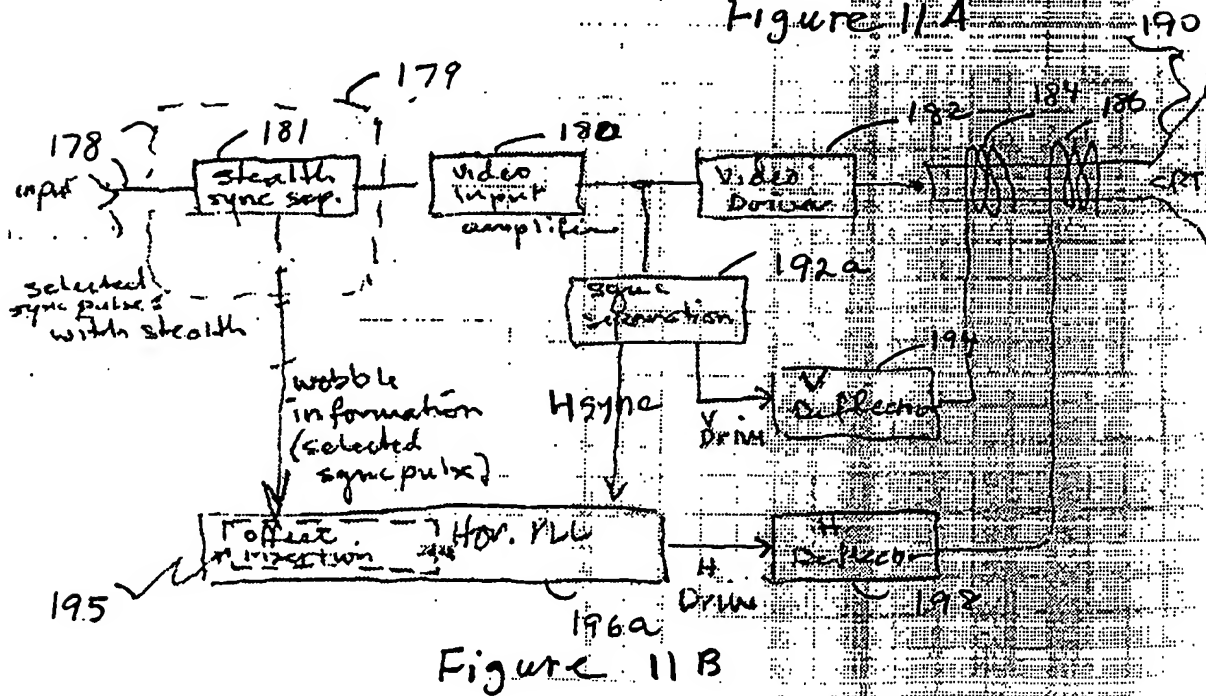 Figure 11A
190
179
178
181
180
182
184
186
input
stealth
sync sep.
video
input
amplifier
Video
Driver
CRT
selected
sync pulses
with stealth
192a
sync
separation
wobble
information
(selected
sync pulse)
Hsync
V
Drive
194
V
Deflection
offset
insertion
Hor. PLL
H
Drive
H
Deflection
195
196a
198
Figure 11B